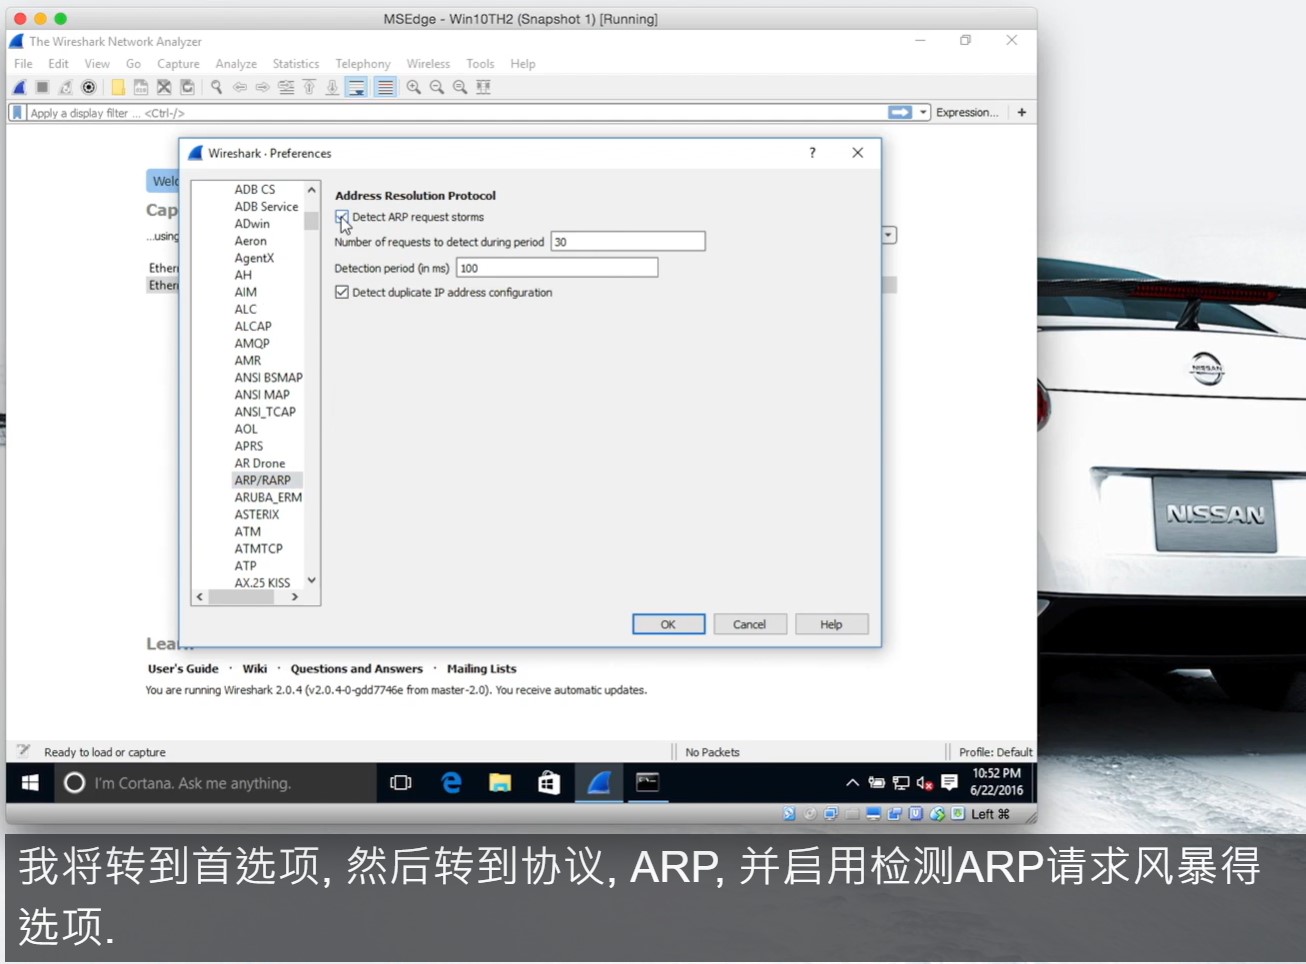 MSEdge - Win10TH2 (Snapshot 1) [Running]
The Wireshark Network Analyzer
File Edit View Go Capture Analyze Statistics Telephony Wireless Tools Help
Apply a display filter ... <Ctrl-/>
Expression... +
Wireshark · Preferences
?
Welc
Cap
...using
Ethern
Ethern
ADB CS
ADB Service
ADwin
Aeron
AgentX
AH
AIM
ALC
ALCAP
AMQP
AMR
ANSI BSMAP
ANSI MAP
ANSI_TCAP
AOL
APRS
AR Drone
ARP/RARP
ARUBA_ERM
ASTERIX
ATM
ATMTCP
ATP
AX.25 KISS
Address Resolution Protocol
Detect ARP request storms
Number of requests to detect during period 30
Detection period (in ms) 100
Detect duplicate IP address configuration
OK Cancel Help
Lear
User's Guide · Wiki · Questions and Answers · Mailing Lists
You are running Wireshark 2.0.4 (v2.0.4-0-gdd7746e from master-2.0). You receive automatic updates.
Ready to load or capture No Packets Profile: Default
I'm Cortana. Ask me anything.
10:52 PM
6/22/2016
Left ⌘
NISSAN
NISSAN
我将转到首选项, 然后转到协议, ARP, 并启用检测ARP请求风暴得
选项.